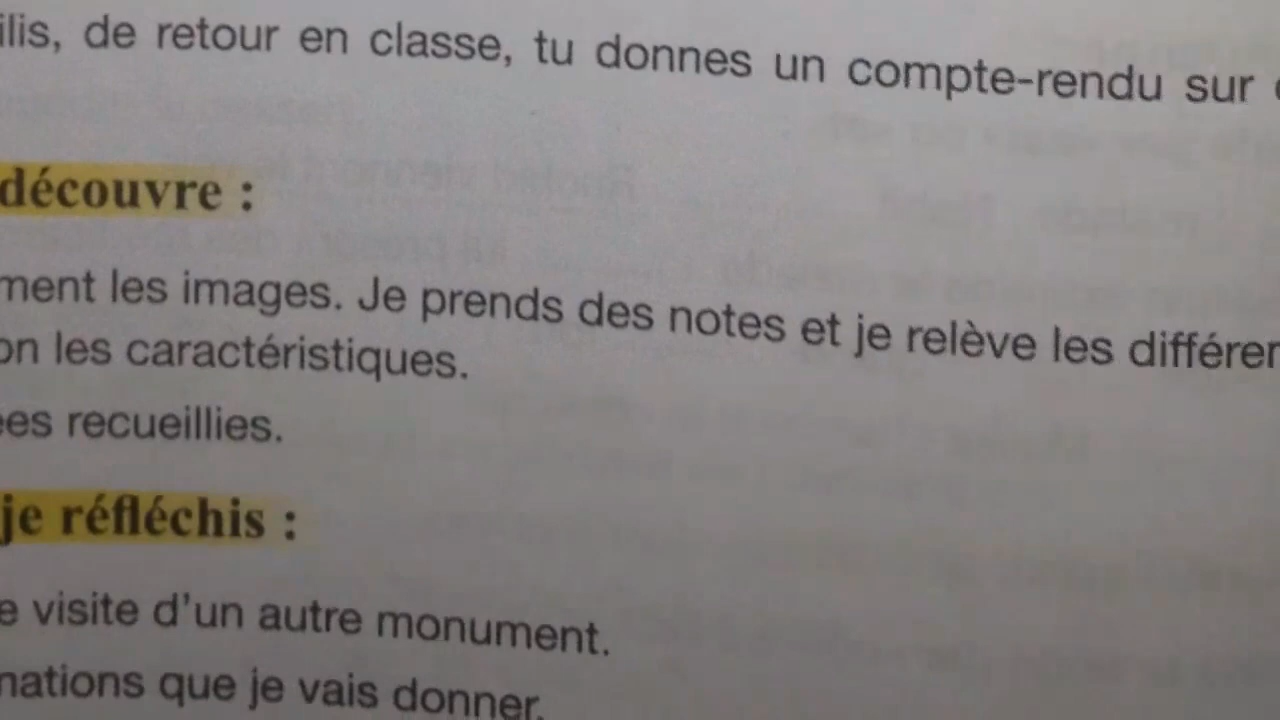 ilis, de retour en classe, tu donnes un compte-rendu sur
découvre :
ment les images. Je prends des notes et je relève les différen
on les caractéristiques.
ées recueillies.
je réfléchis :
e visite d'un autre monument.
nations que je vais donner.